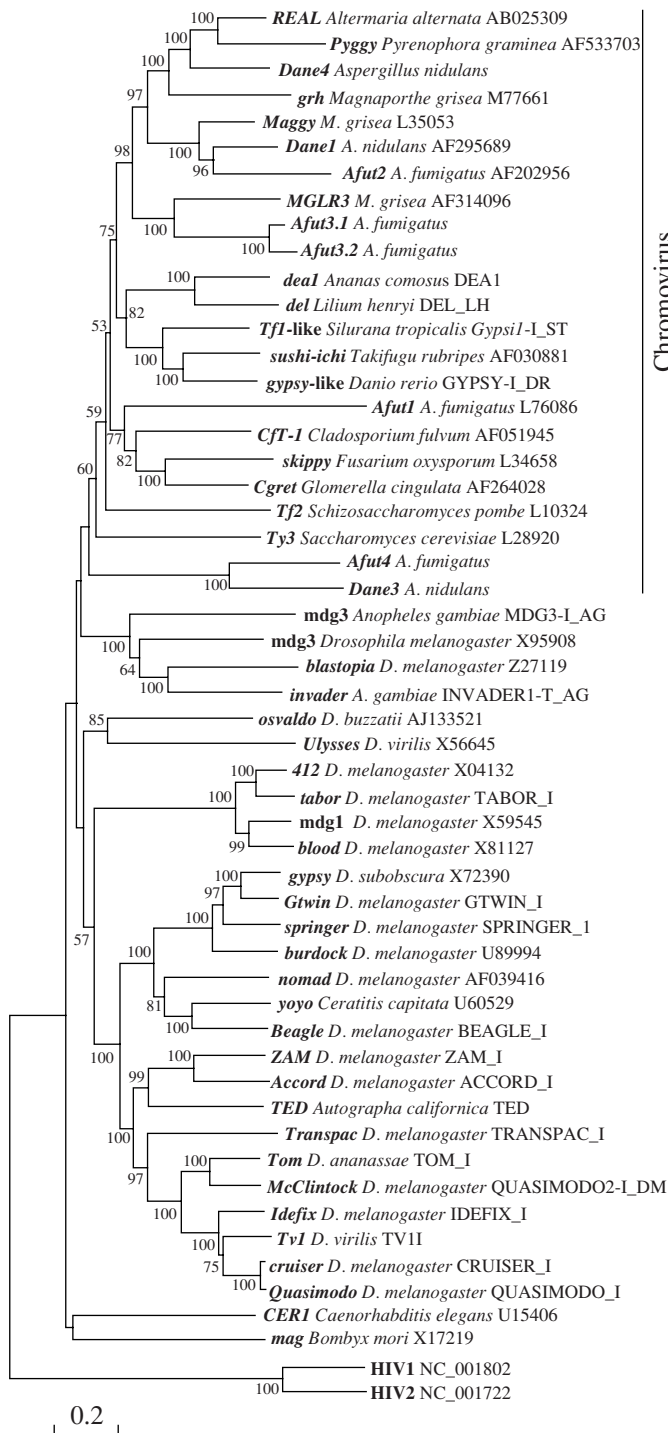 100
REAL Altermaria alternata AB025309
100
Pyggy Pyrenophora graminea AF533703
100
Dane4 Aspergillus nidulans
97
grh Magnaporthe grisea M77661
Maggy M. grisea L35053
100
Dane1 A. nidulans AF295689
98
96
Afut2 A. fumigatus AF202956
MGLR3 M. grisea AF314096
100
Afut3.1 A. fumigatus
75
100
Afut3.2 A. fumigatus
100
dea1 Ananas comosus DEA1
82
del Lilium henryi DEL_LH
53
Tf1-like Silurana tropicalis Gypsi1-I_ST
100
sushi-ichi Takifugu rubripes AF030881
100
gypsy-like Danio rerio GYPSY-I_DR
59
Afut1 A. fumigatus L76086
77
CfT-1 Cladosporium fulvum AF051945
82
skippy Fusarium oxysporum L34658
60
100
Cgret Glomerella cingulata AF264028
Tf2 Schizosaccharomyces pombe L10324
Ty3 Saccharomyces cerevisiae L28920
Afut4 A. fumigatus
100
Dane3 A. nidulans
Chromovirus
mdg3 Anopheles gambiae MDG3-I_AG
100
mdg3 Drosophila melanogaster X95908
64
blastopia D. melanogaster Z27119
100
invader A. gambiae INVADER1-T_AG
85
osvaldo D. buzzatii AJ133521
Ulysses D. virilis X56645
57
100
412 D. melanogaster X04132
100
tabor D. melanogaster TABOR_I
mdg1 D. melanogaster X59545
99
blood D. melanogaster X81127
100
gypsy D. subobscura X72390
97
Gtwin D. melanogaster GTWIN_I
100
springer D. melanogaster SPRINGER_1
100
burdock D. melanogaster U89994
nomad D. melanogaster AF039416
81
yoyo Ceratitis capitata U60529
100
Beagle D. melanogaster BEAGLE_I
100
100
ZAM D. melanogaster ZAM_I
99
Accord D. melanogaster ACCORD_I
TED Autographa californica TED
100
Transpac D. melanogaster TRANSPAC_I
97
100
Tom D. ananassae TOM_I
McClintock D. melanogaster QUASIMODO2-I_DM
100
Idefix D. melanogaster IDEFIX_I
100
Tv1 D. virilis TV1I
75
cruiser D. melanogaster CRUISER_I
100
Quasimodo D. melanogaster QUASIMODO_I
CER1 Caenorhabditis elegans U15406
mag Bombyx mori X17219
HIV1 NC_001802
100
HIV2 NC_001722
0.2